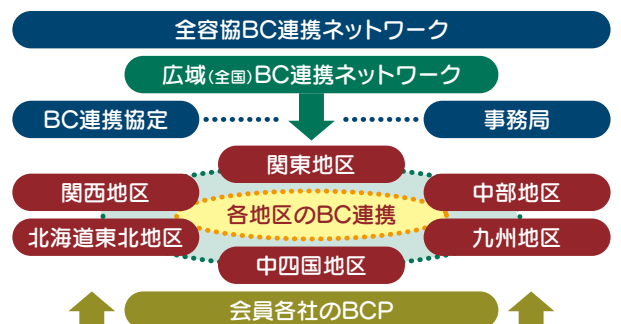 全容協BC連携ネットワーク
広域(全国)BC連携ネットワーク
BC連携協定
事務局
関東地区
関西地区
中部地区
各地区のBC連携
北海道東北地区
九州地区
中四国地区
会員各社のBCP